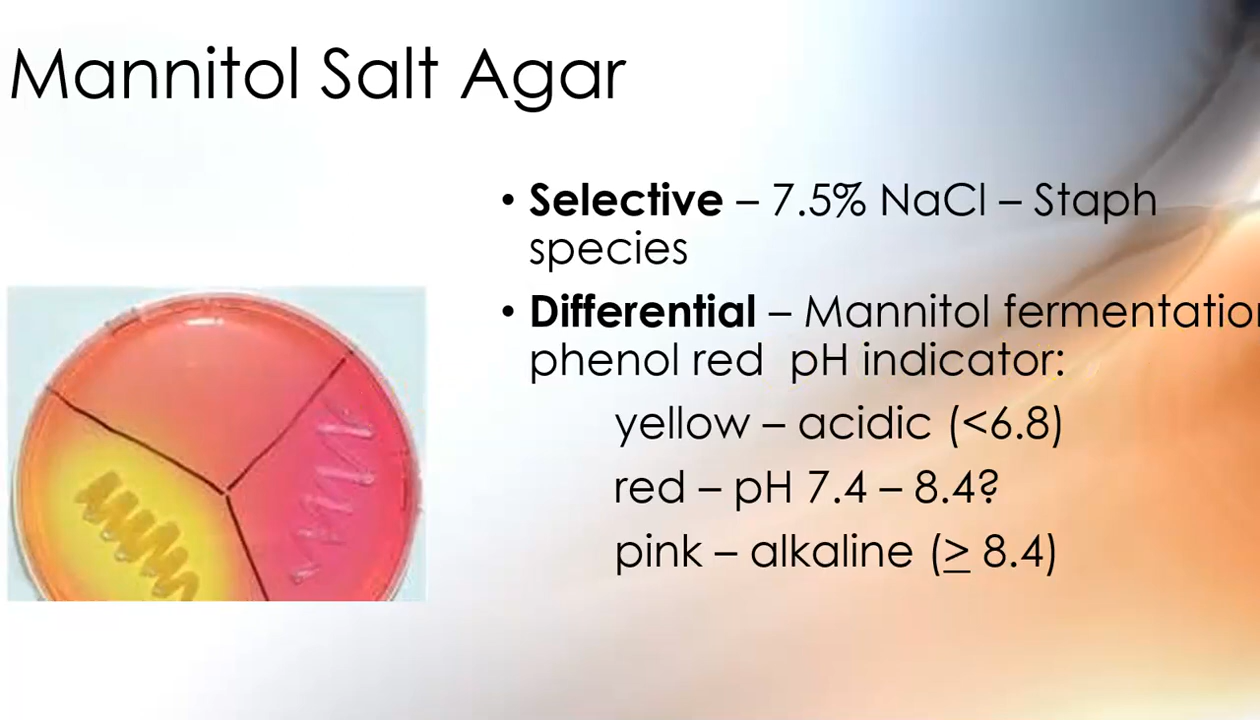 Mannitol Salt Agar
• Selective – 7.5% NaCl – Staph
species
• Differential – Mannitol fermentatio
phenol red  pH indicator:
yellow – acidic (<6.8)
red – pH 7.4 – 8.4?
pink – alkaline (≥ 8.4)